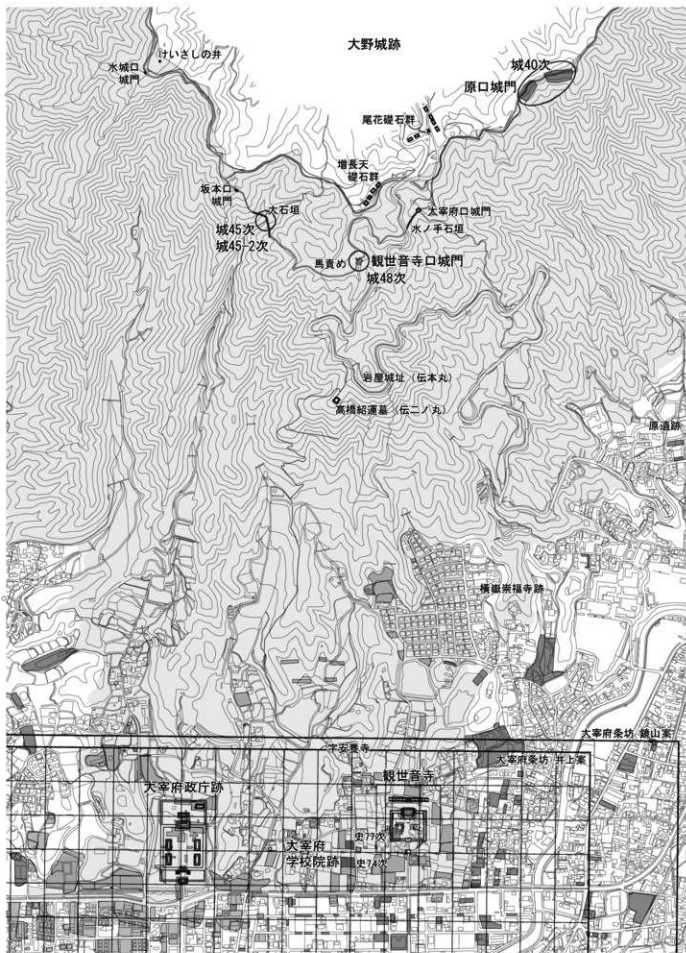 大野城跡
けいさしの井
水城口
城門
城40次
原口城門
尾花礎石群
増長天
礎石群
坂本口
城門
大石垣
太宰府口城門
水ノ手石垣
城45次
城45-2次
馬責め
観世音寺口城門
城48次
岩屋城址（伝本丸）
高橋紹運墓（伝二ノ丸）
原遺跡
横嶽崇福寺跡
大宰府条坊 鏡山案
字安養寺
大宰府条坊 井上案
大宰府政庁跡
観世音寺
大宰府
学校院跡
史77次
史74次